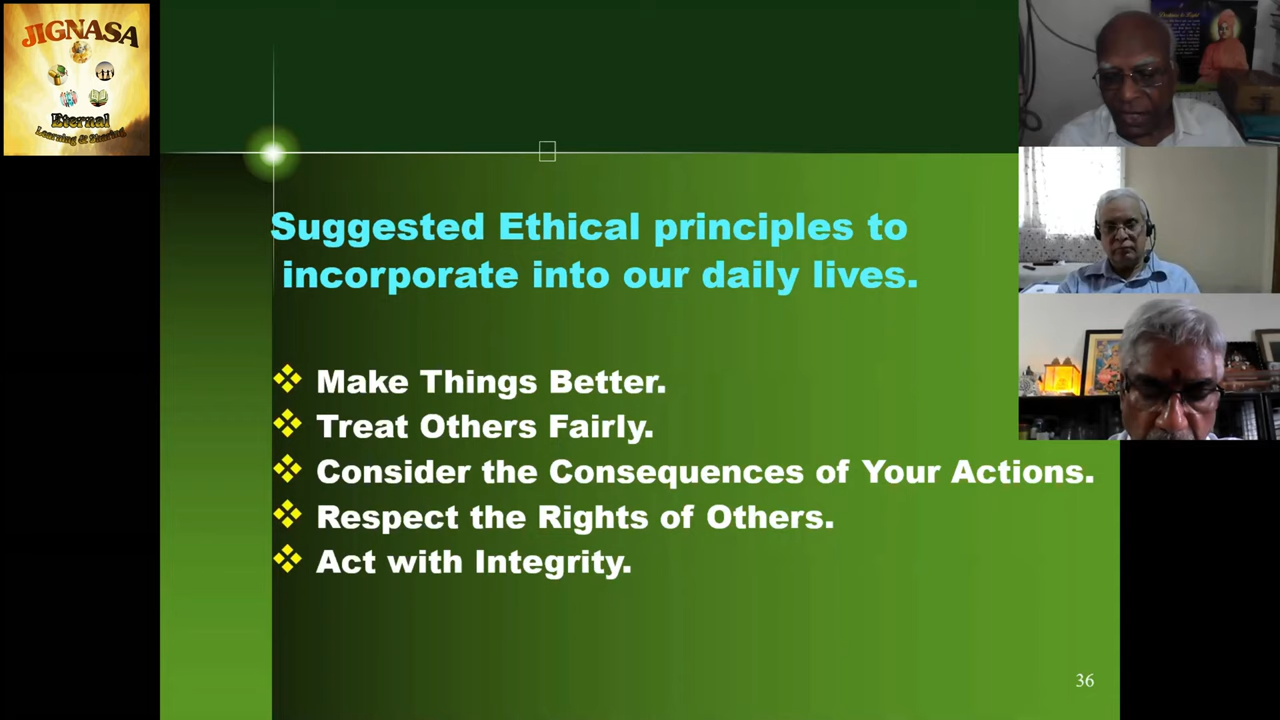 JIGNASA
Eternal
Learning & Sharing
Suggested Ethical principles to
incorporate into our daily lives.
Make Things Better.
Treat Others Fairly.
Consider the Consequences of Your Actions.
Respect the Rights of Others.
Act with Integrity.
36